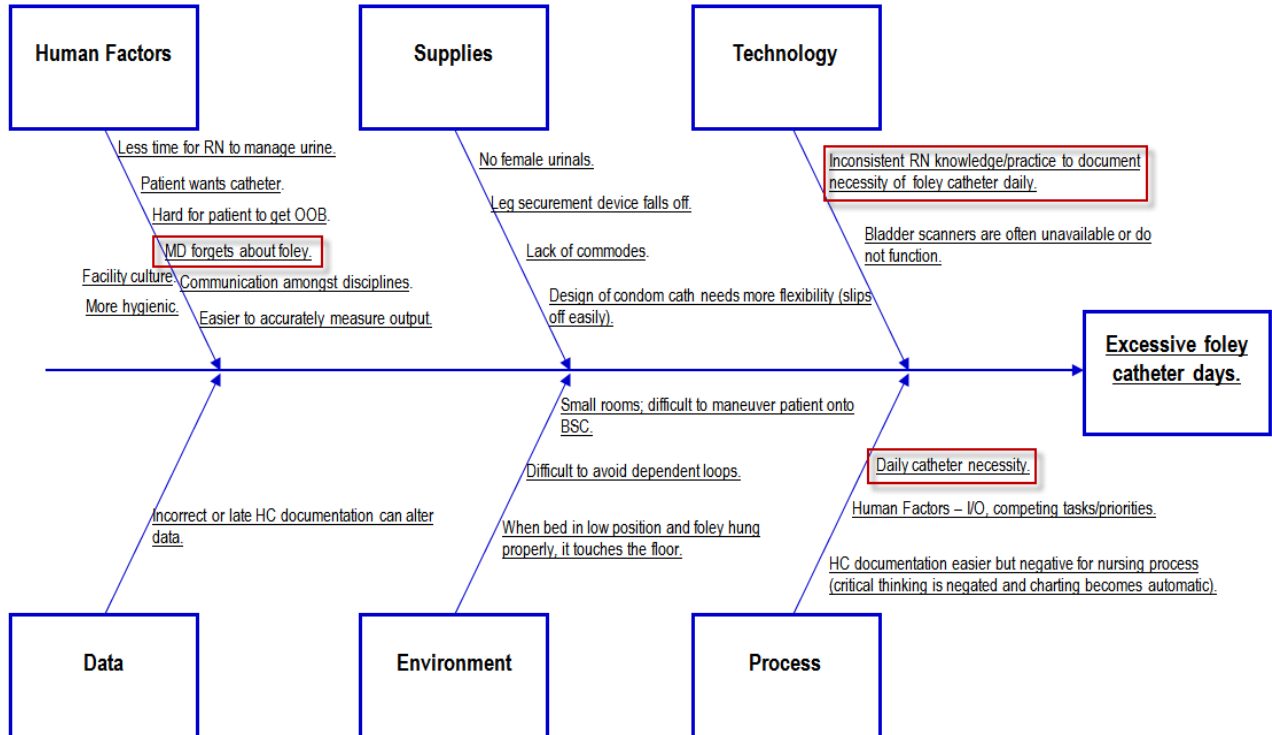 Human Factors
Supplies
Technology
Less time for RN to manage urine.
Patient wants catheter.
Hard for patient to get OOB.
MD forgets about foley.
Facility culture.
Communication amongst disciplines.
More hygienic.
Easier to accurately measure output.
No female urinals.
Leg securement device falls off.
Lack of commodes.
Design of condom cath needs more flexibility (slips
off easily).
Inconsistent RN knowledge/practice to document
necessity of foley catheter daily.
Bladder scanners are often unavailable or do
not function.
Excessive foley
catheter days.
Incorrect or late HC documentation can alter
data.
Small rooms; difficult to maneuver patient onto
BSC.
Difficult to avoid dependent loops.
When bed in low position and foley hung
properly, it touches the floor.
Daily catheter necessity.
Human Factors – I/O, competing tasks/priorities.
HC documentation easier but negative for nursing process
(critical thinking is negated and charting becomes automatic).
Data
Environment
Process